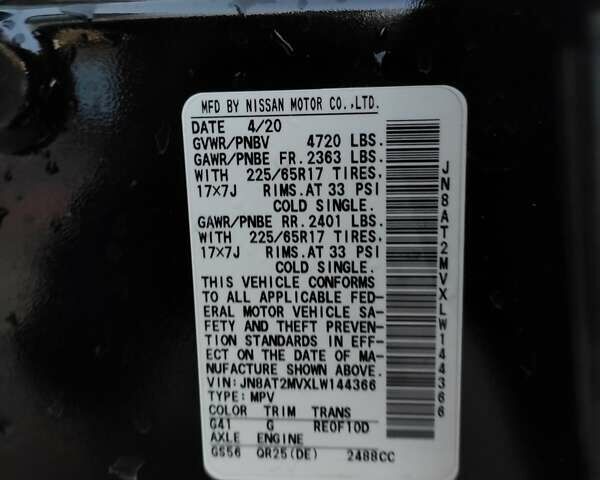 MFD BY NISSAN MOTOR CO.,LTD.
DATE 4/20
GVWR/PNBV 4720 LBS.
GAWR/PNBE FR. 2363 LBS.
WITH 225/65R17 TIRES.
17×7J RIMS.AT 33 PSI
COLD SINGLE.
GAWR/PNBE RR. 2401 LBS.
WITH 225/65R17 TIRES.
17×7J RIMS.AT 33 PSI
COLD SINGLE.
THIS VEHICLE CONFORMS
TO ALL APPLICABLE FED-
ERAL MOTOR VEHICLE SA-
FETY AND THEFT PREVEN-
TION STANDARDS IN EFF-
ECT ON THE DATE OF MA-
NUFACTURE SHOWN ABOVE.
VIN:JN8AT2MVXLW144366
TYPE: MPV
COLOR TRIM TRANS
G41 G RE0F10D
AXLE ENGINE
GS56 QR25(DE) 2488CC
JN8AT2MVXLW144366